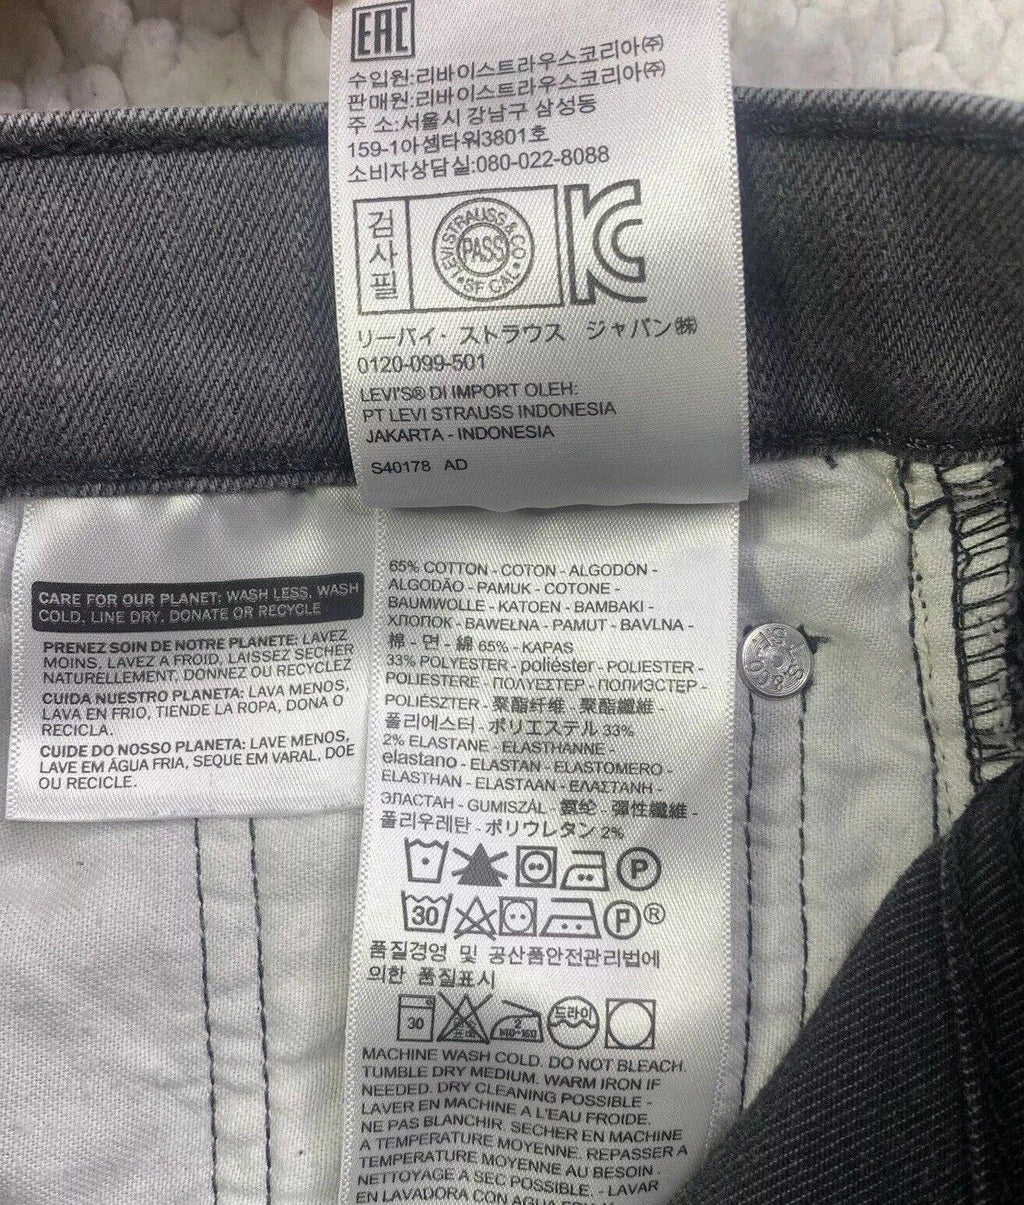 EAC
수입원:리바이스트라우스코리아㈜
판매원:리바이스트라우스코리아㈜
주 소:서울시 강남구 삼성동
159-1아셈타워3801호
소비자상담실:080-022-8088
검사필
LEVI STRAUSS & CO
PASS
SF CAL
リーバイ・ストラウス ジャパン㈱
0120-099-501
LEVI'S® DI IMPORT OLEH:
PT LEVI STRAUSS INDONESIA
JAKARTA - INDONESIA
S40178 AD
CARE FOR OUR PLANET: WASH LESS, WASH
COLD, LINE DRY, DONATE OR RECYCLE
PRENEZ SOIN DE NOTRE PLANETE: LAVEZ
MOINS, LAVEZ A FROID, LAISSEZ SECHER
NATURELLEMENT, DONNEZ OU RECYCLEZ
CUIDA NUESTRO PLANETA: LAVA MENOS,
LAVA EN FRIO, TIENDE LA ROPA, DONA O
RECICLA.
CUIDE DO NOSSO PLANETA: LAVE MENOS,
LAVE EM ÀGUA FRIA, SEQUE EM VARAL, DOE
OU RECICLE.
65% COTTON - COTON - ALGODÓN -
ALGODÃO - PAMUK - COTONE -
BAUMWOLLE - KATOEN - BAMBAKI -
ХЛОПОК - BAWEŁNA - PAMUT - BAVLNA -
棉 - 면 - 綿 65% - KAPAS
33% POLYESTER - poliéster - POLIESTER -
POLIESTERE - ΠΟΛΥΕΣΤΕΡ - ПОЛИЭСТЕР -
POLIÉSZTER - 聚酯纤维 - 聚酯纖維 -
폴리에스터 - ポリエステル 33%
2% ELASTANE - ELASTHANNE -
elastano - ELASTAN - ELASTOMERO -
ELASTHAN - ELASTAAN - ΕΛΑΣΤΑΝΗ -
ЭЛАСТАН - GUMISZÁL - 氨纶 - 彈性纖維 -
폴리우레탄 - ポリウレタン 2%
P
30 P ®
품질경영 및 공산품안전관리법에
의한 품질표시
30 2 드라이
MACHINE WASH COLD. DO NOT BLEACH.
TUMBLE DRY MEDIUM. WARM IRON IF
NEEDED. DRY CLEANING POSSIBLE -
LAVER EN MACHINE A L'EAU FROIDE.
NE PAS BLANCHIR. SECHER EN MACHINE
A TEMPERATURE MOYENNE. REPASSER A
TEMPERATURE MOYENNE AU BESOIN.
NETTOYAGE A SEC POSSIBLE. - LAVAR
EN LAVADORA CON AGUA